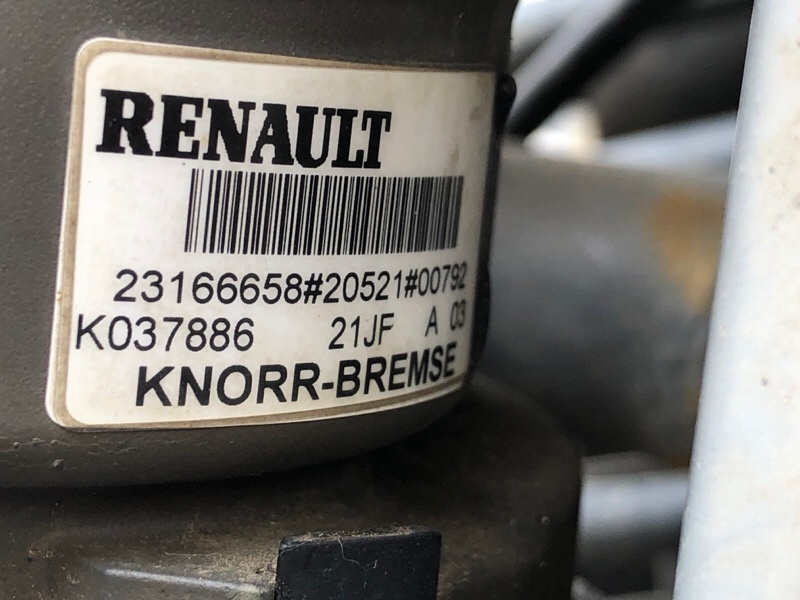 RENAULT
23166658#20521#00792
K037886 21JF A 03
KNORR-BREMSE